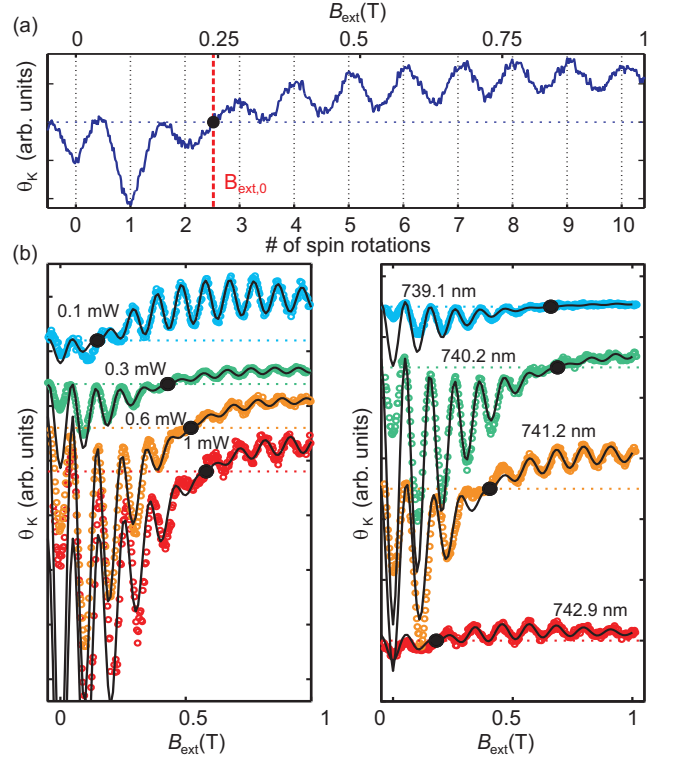 (a)
B_ext(T)
0 0.25 0.5 0.75 1
θ_K (arb. units)
B_ext,0
0 1 2 3 4 5 6 7 8 9 10
# of spin rotations
(b)
0.1 mW
0.3 mW
0.6 mW
1 mW
θ_K (arb. units)
0 0.5 1
B_ext(T)
739.1 nm
740.2 nm
741.2 nm
742.9 nm
θ_K (arb. units)
0 0.5 1
B_ext(T)